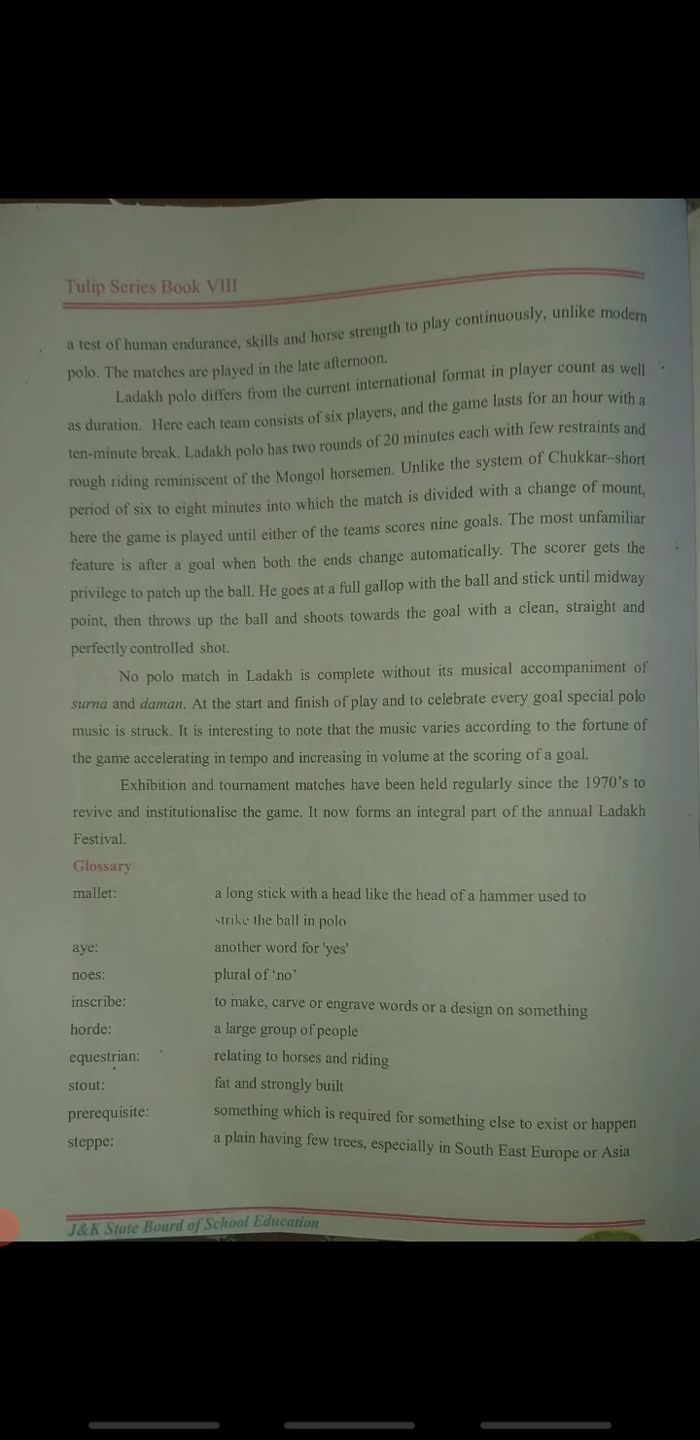 Tulip Series Book VIII
a test of human endurance, skills and horse strength to play continuously, unlike modern
polo. The matches are played in the late afternoon.
Ladakh polo differs from the current international format in player count as well
as duration. Here each team consists of six players, and the game lasts for an hour with a
ten-minute break. Ladakh polo has two rounds of 20 minutes each with few restraints and
rough riding reminiscent of the Mongol horsemen. Unlike the system of Chukkar–short
period of six to eight minutes into which the match is divided with a change of mount,
here the game is played until either of the teams scores nine goals. The most unfamiliar
feature is after a goal when both the ends change automatically. The scorer gets the
privilege to patch up the ball. He goes at a full gallop with the ball and stick until midway
point, then throws up the ball and shoots towards the goal with a clean, straight and
perfectly controlled shot.
No polo match in Ladakh is complete without its musical accompaniment of
surna and daman. At the start and finish of play and to celebrate every goal special polo
music is struck. It is interesting to note that the music varies according to the fortune of
the game accelerating in tempo and increasing in volume at the scoring of a goal.
Exhibition and tournament matches have been held regularly since the 1970's to
revive and institutionalise the game. It now forms an integral part of the annual Ladakh
Festival.
Glossary
mallet: a long stick with a head like the head of a hammer used to
strike the ball in polo
aye: another word for 'yes'
noes: plural of 'no'
inscribe: to make, carve or engrave words or a design on something
horde: a large group of people
equestrian: relating to horses and riding
stout: fat and strongly built
prerequisite: something which is required for something else to exist or happen
steppe: a plain having few trees, especially in South East Europe or Asia
J&K State Board of School Education